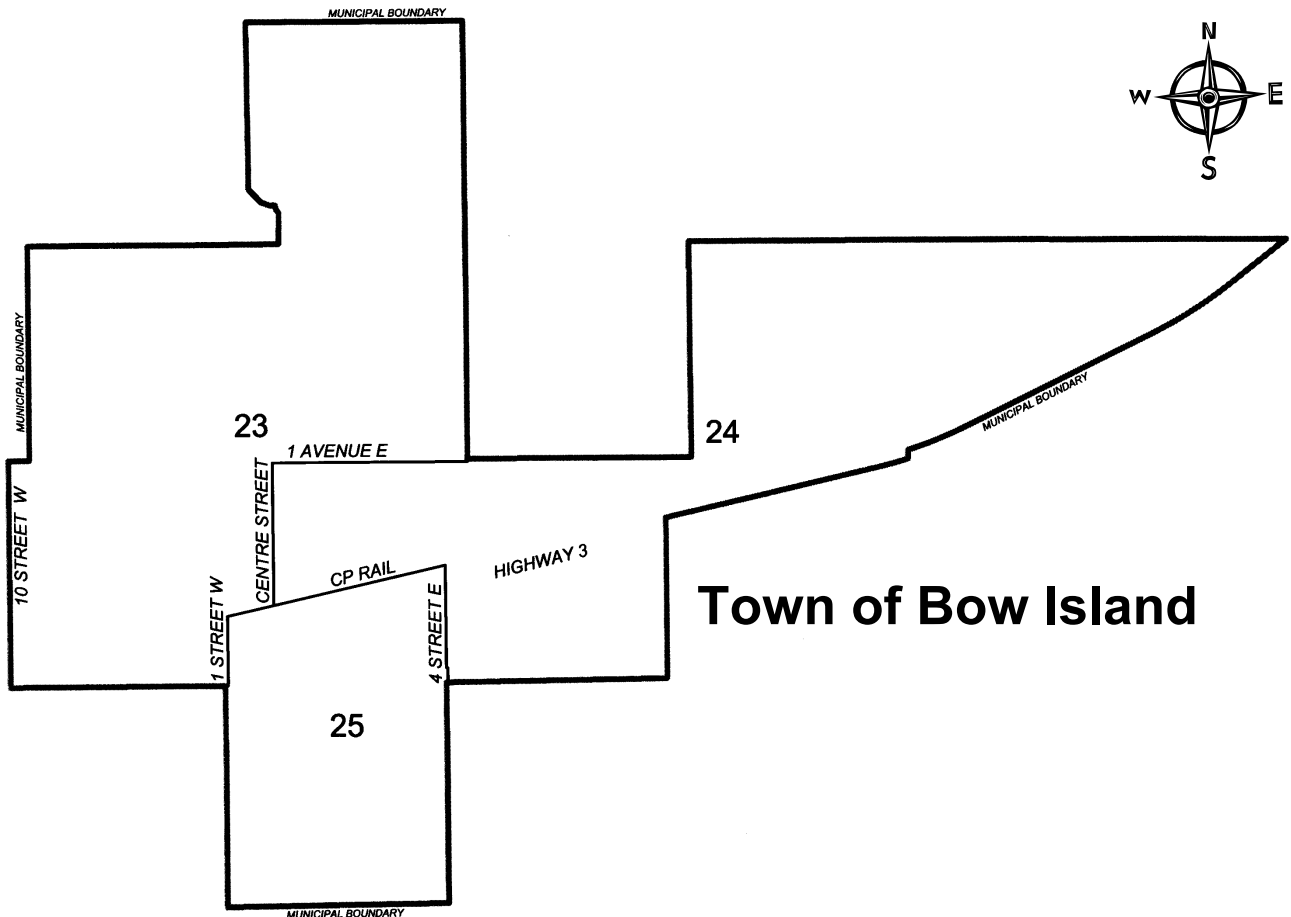 MUNICIPAL BOUNDARY
N
W
E
S
MUNICIPAL BOUNDARY
MUNICIPAL BOUNDARY
23
24
1 AVENUE E
10 STREET W
CENTRE STREET
CP RAIL
HIGHWAY 3
1 STREET W
4 STREET E
Town of Bow Island
25
MUNICIPAL BOUNDARY